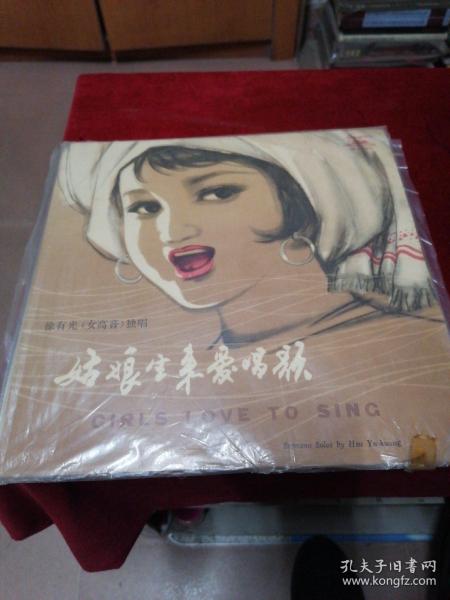 徐有光（女高音）独唱
姑娘生来爱唱歌
GIRLS LOVE TO SING
Soprano Solos by Hsu Yu-kuang
孔夫子旧书网
www.kongfz.com